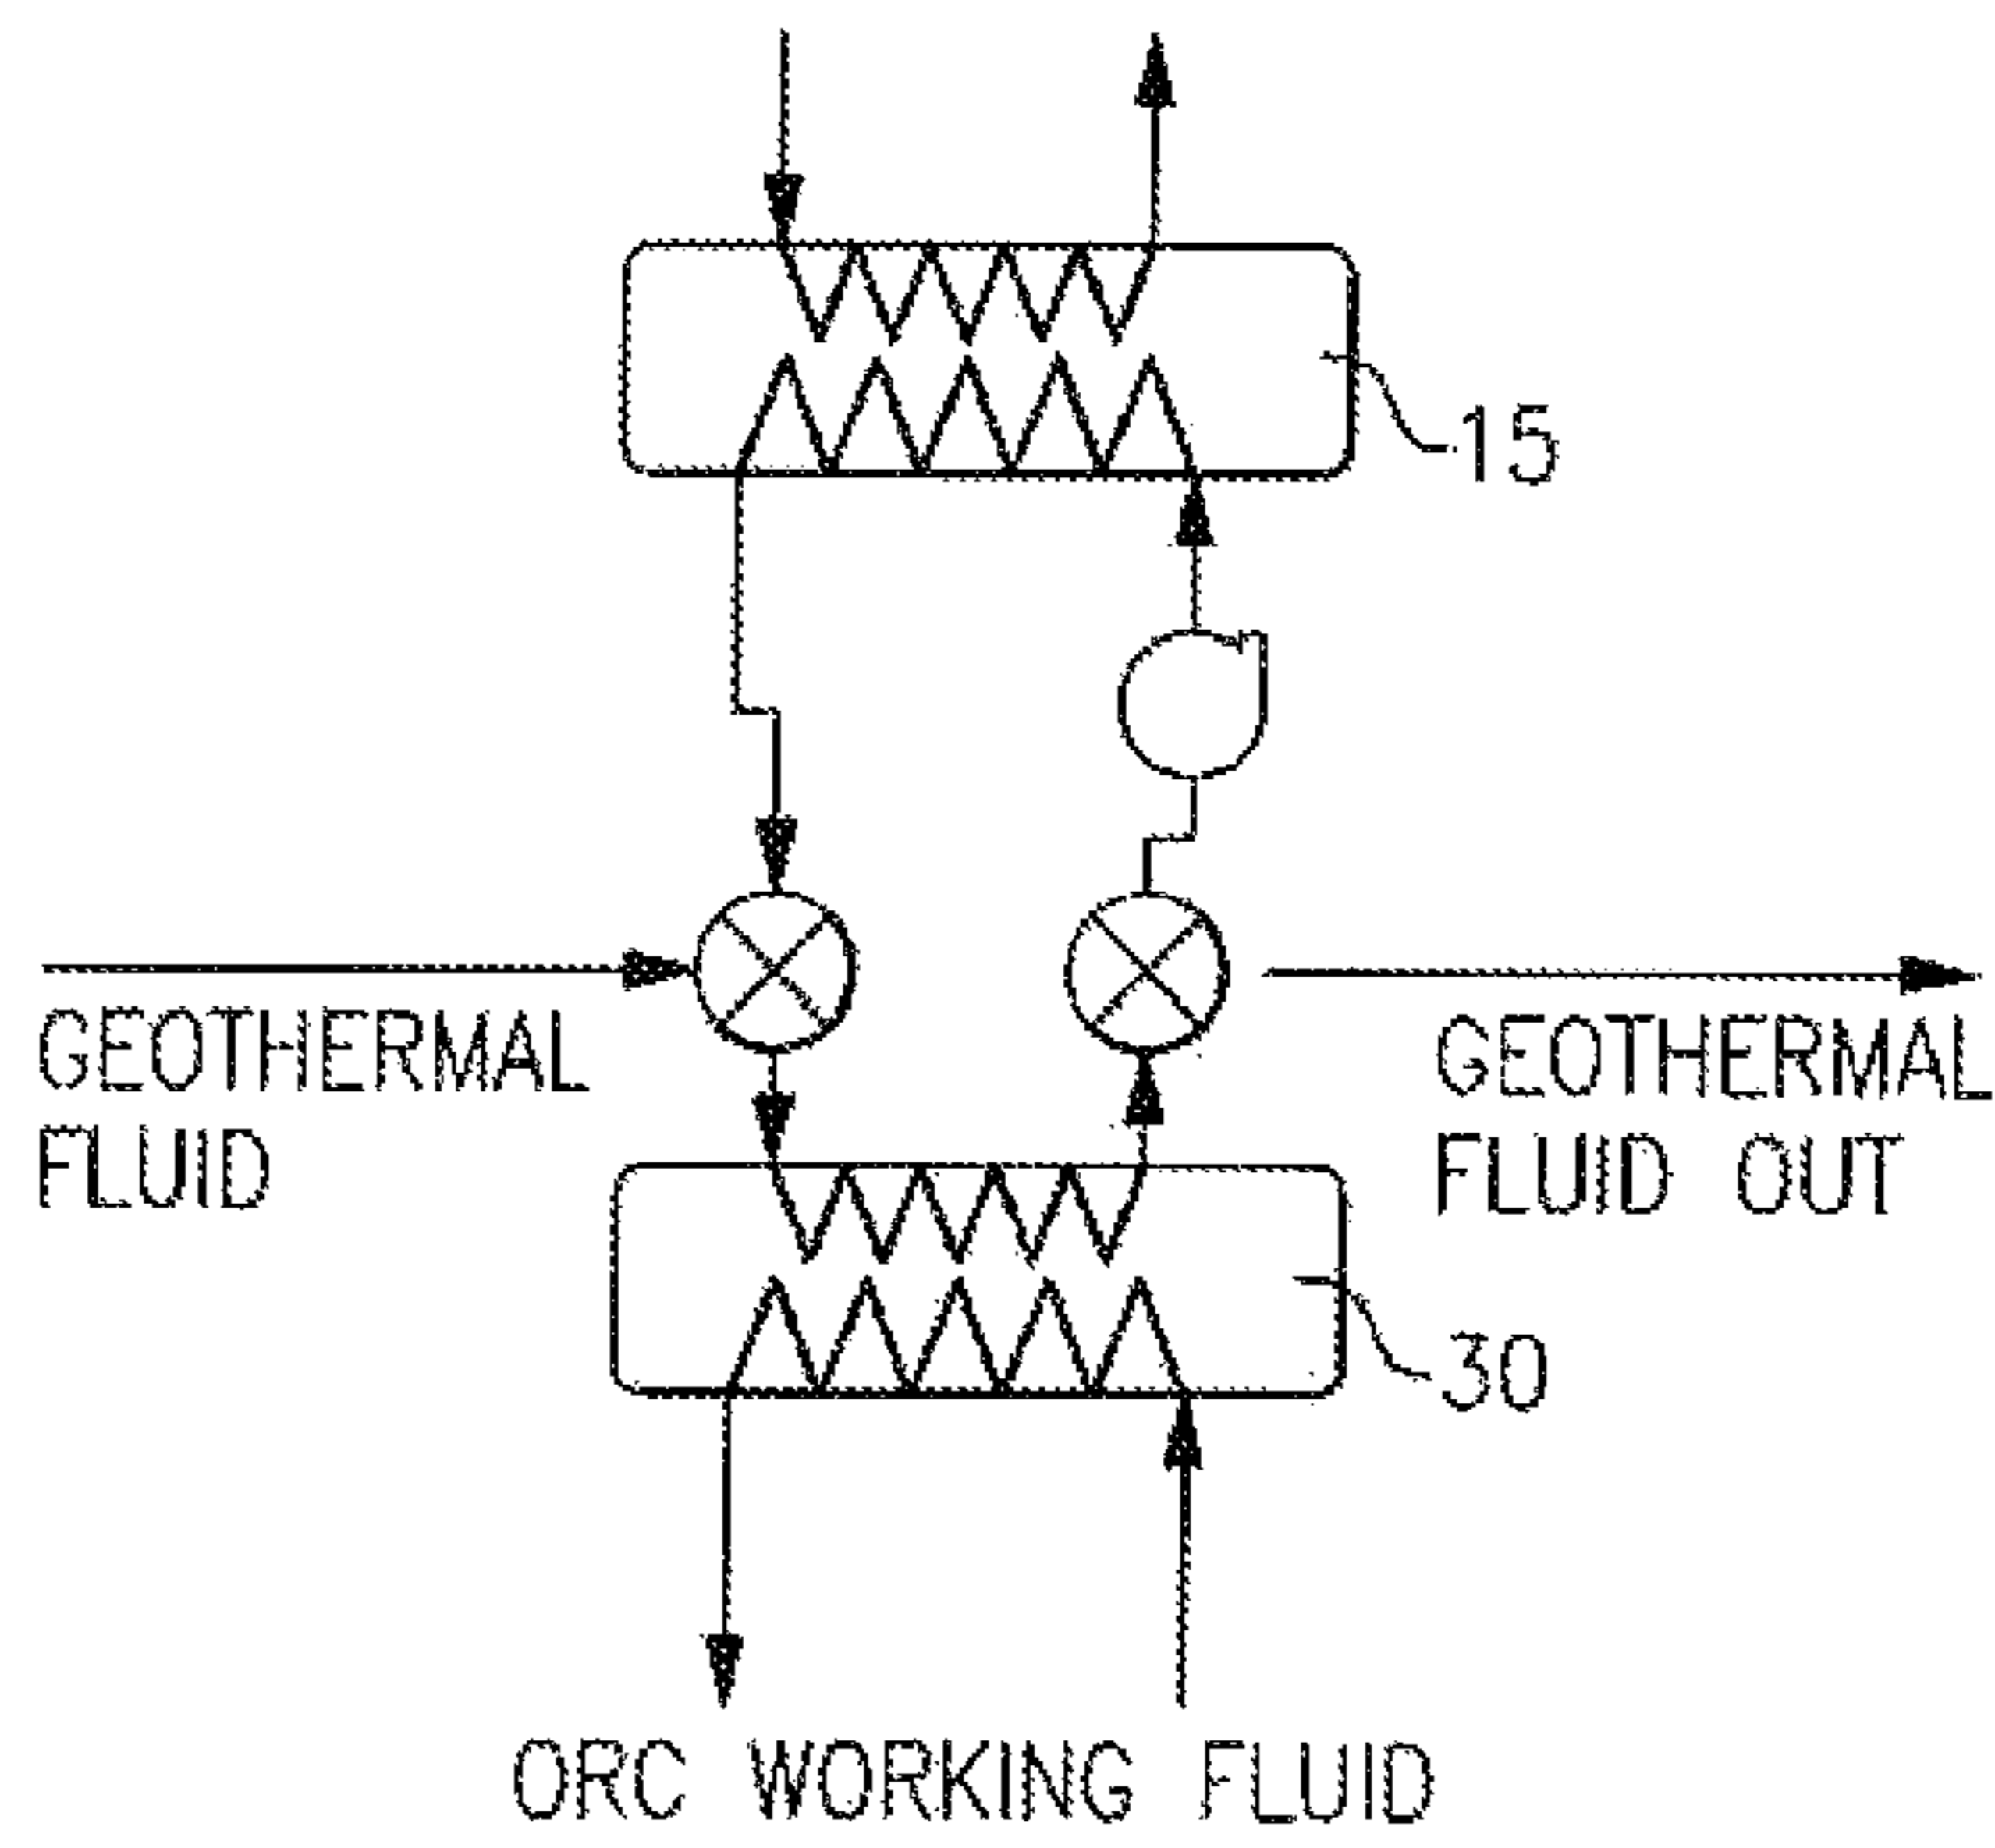 15
GEOTHERMAL
FLUID
GEOTHERMAL
FLUID OUT
30
ORC WORKING FLUID